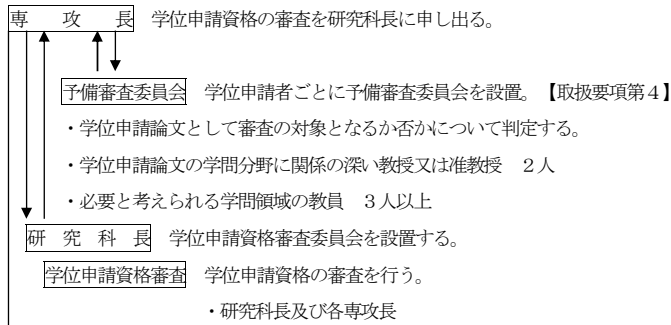 専攻長 学位申請資格の審査を研究科長に申し出る。
予備審査委員会 学位申請者ごとに予備審査委員会を設置。【取扱要項第４】
・学位申請論文として審査の対象となるか否かについて判定する。
・学位申請論文の学問分野に関係の深い教授又は准教授 ２人
・必要と考えられる学問領域の教員 ３人以上
研究科長 学位申請資格審査委員会を設置する。
学位申請資格審査 学位申請資格の審査を行う。
・研究科長及び各専攻長